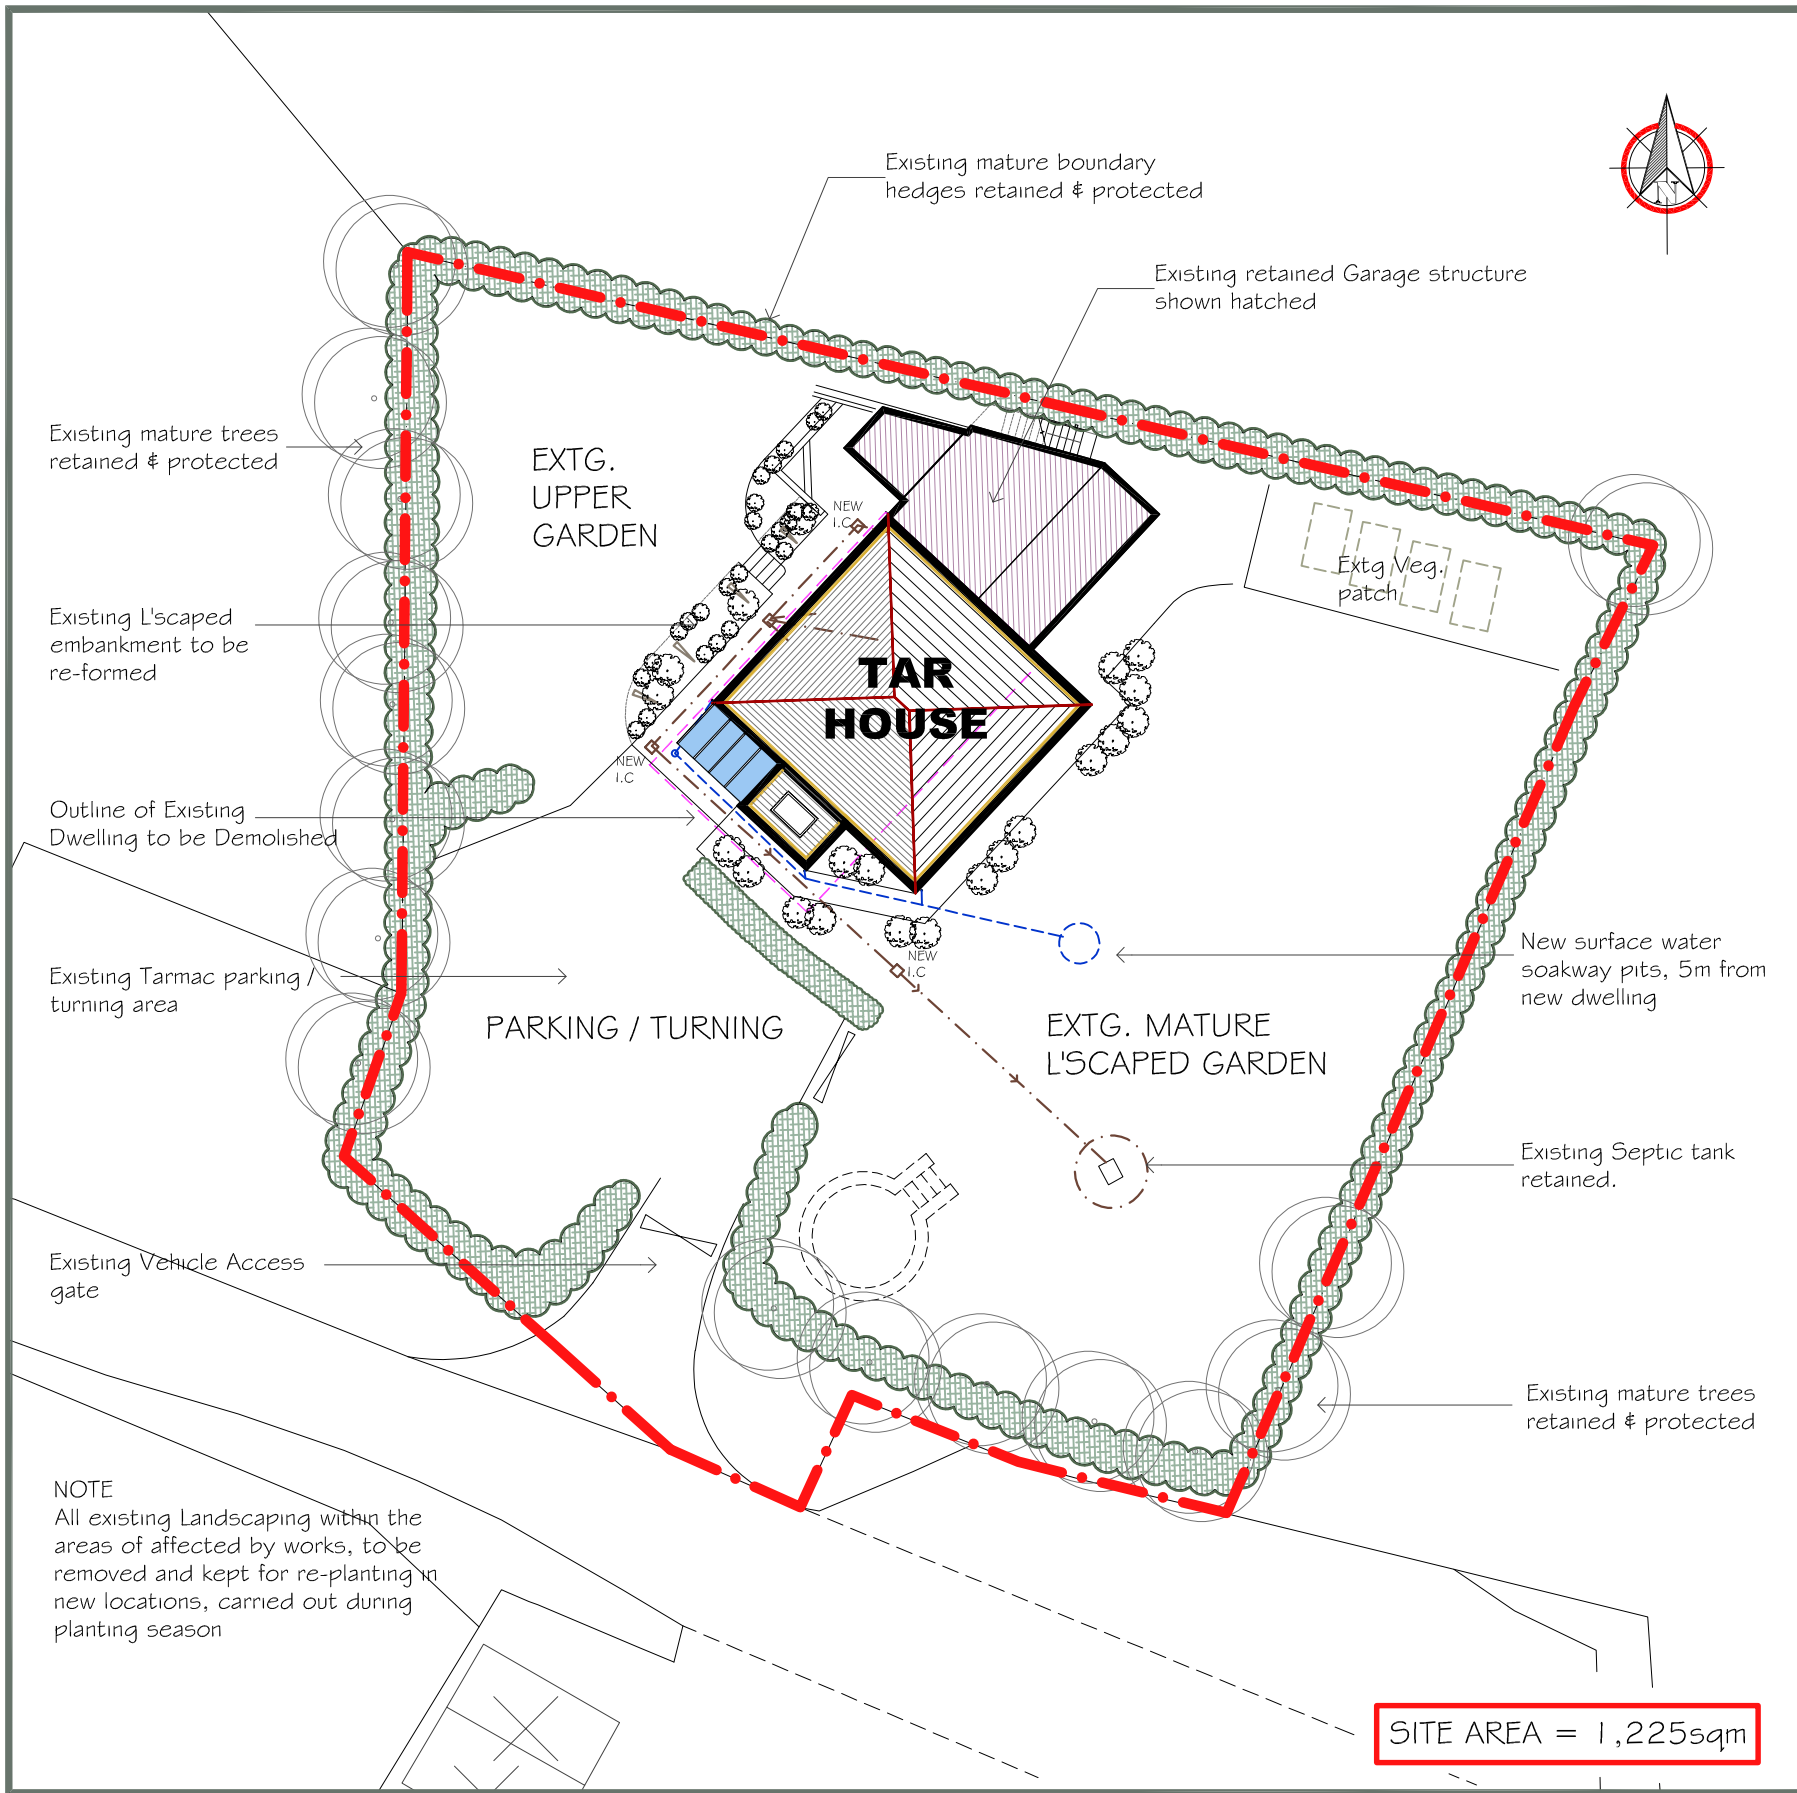 Existing mature boundary
hedges retained & protected
N
Existing retained Garage structure
shown hatched
Existing mature trees
retained & protected
EXTG.
UPPER
GARDEN
NEW
I.C
Extg Veg.
patch
Existing L'scaped
embankment to be
re-formed
TAR
HOUSE
NEW
I.C
Outline of Existing
Dwelling to be Demolished
Existing Tarmac parking /
turning area
NEW
I.C
New surface water
soakway pits, 5m from
new dwelling
PARKING / TURNING
EXTG. MATURE
L'SCAPED GARDEN
Existing Septic tank
retained.
Existing Vehicle Access
gate
Existing mature trees
retained & protected
NOTE
All existing Landscaping within the
areas of affected by works, to be
removed and kept for re-planting in
new locations, carried out during
planting season
SITE AREA = 1,225sqm